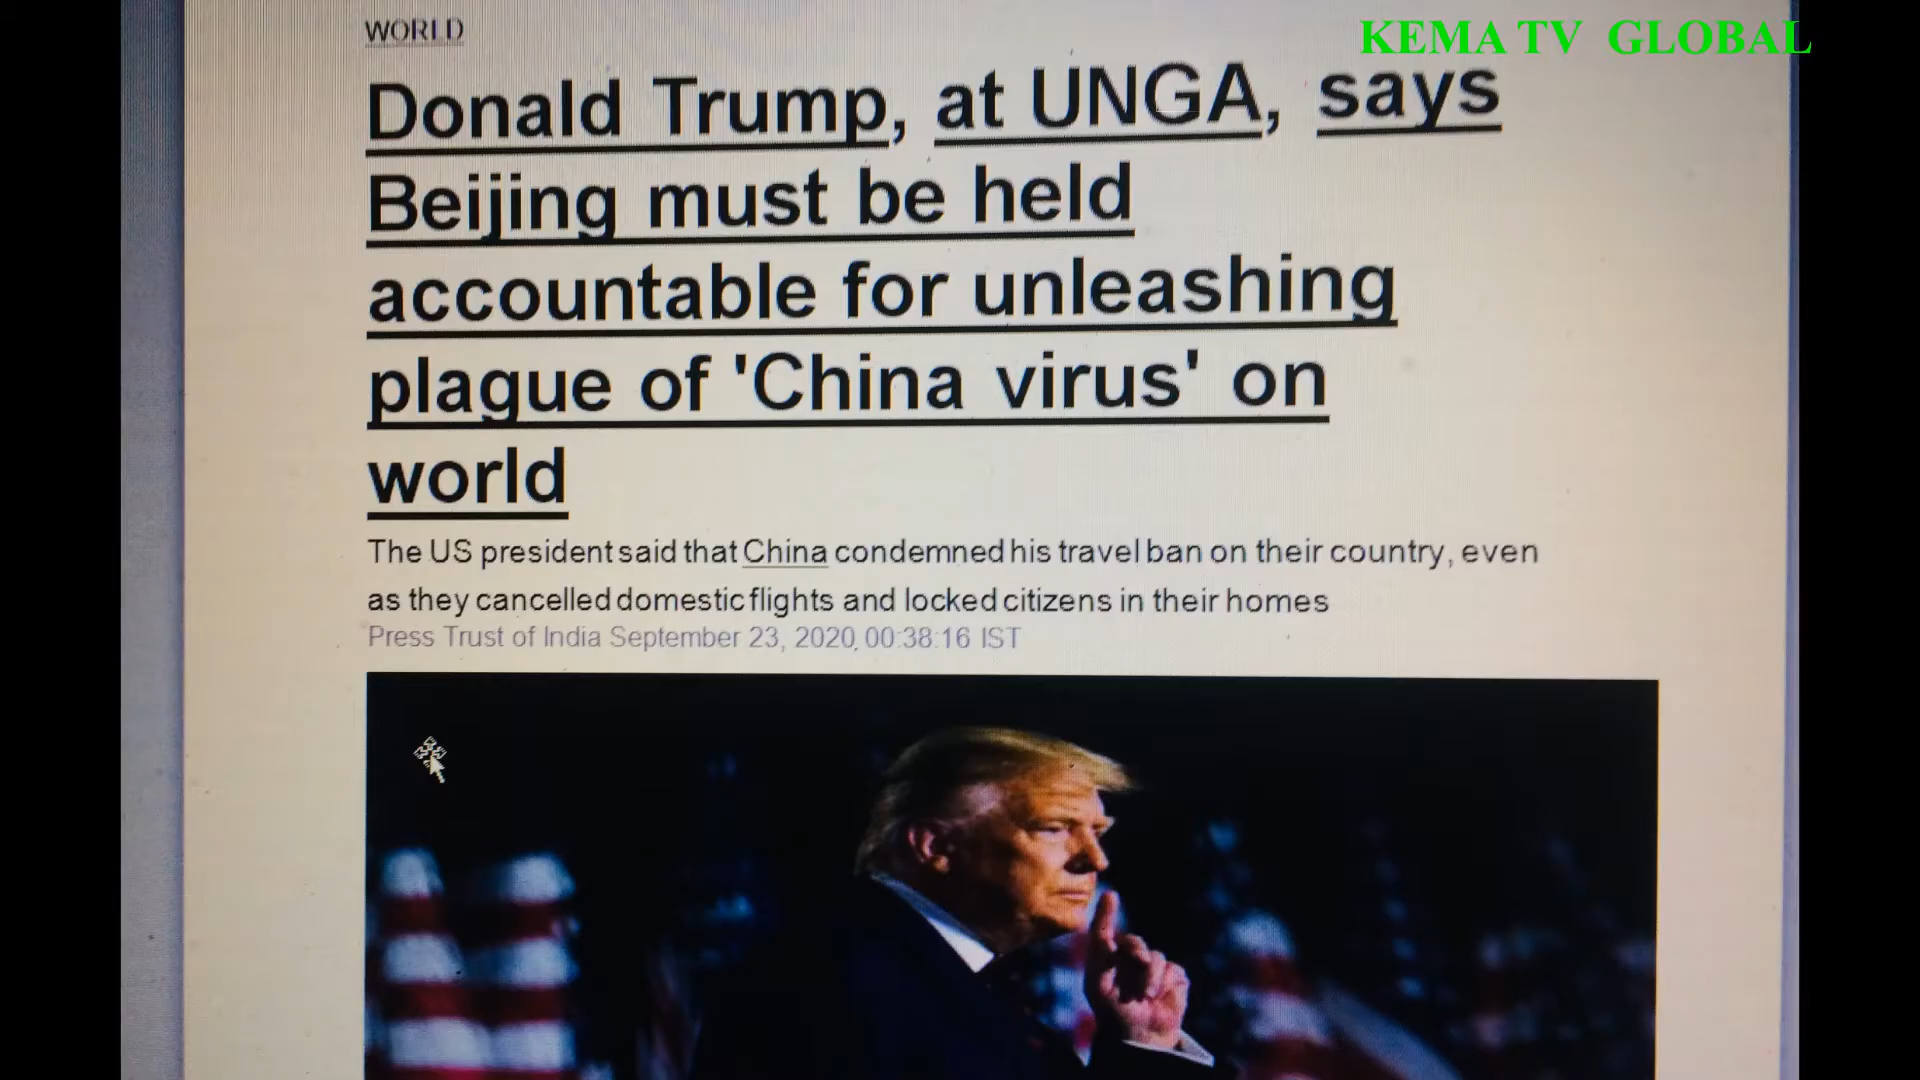 WORLD
KEMA TV GLOBAL
Donald Trump, at UNGA, says
Beijing must be held
accountable for unleashing
plague of 'China virus' on
world
The US president said that China condemned his travel ban on their country, even
as they cancelled domestic flights and locked citizens in their homes
Press Trust of India September 23, 2020, 00:38:16 IST